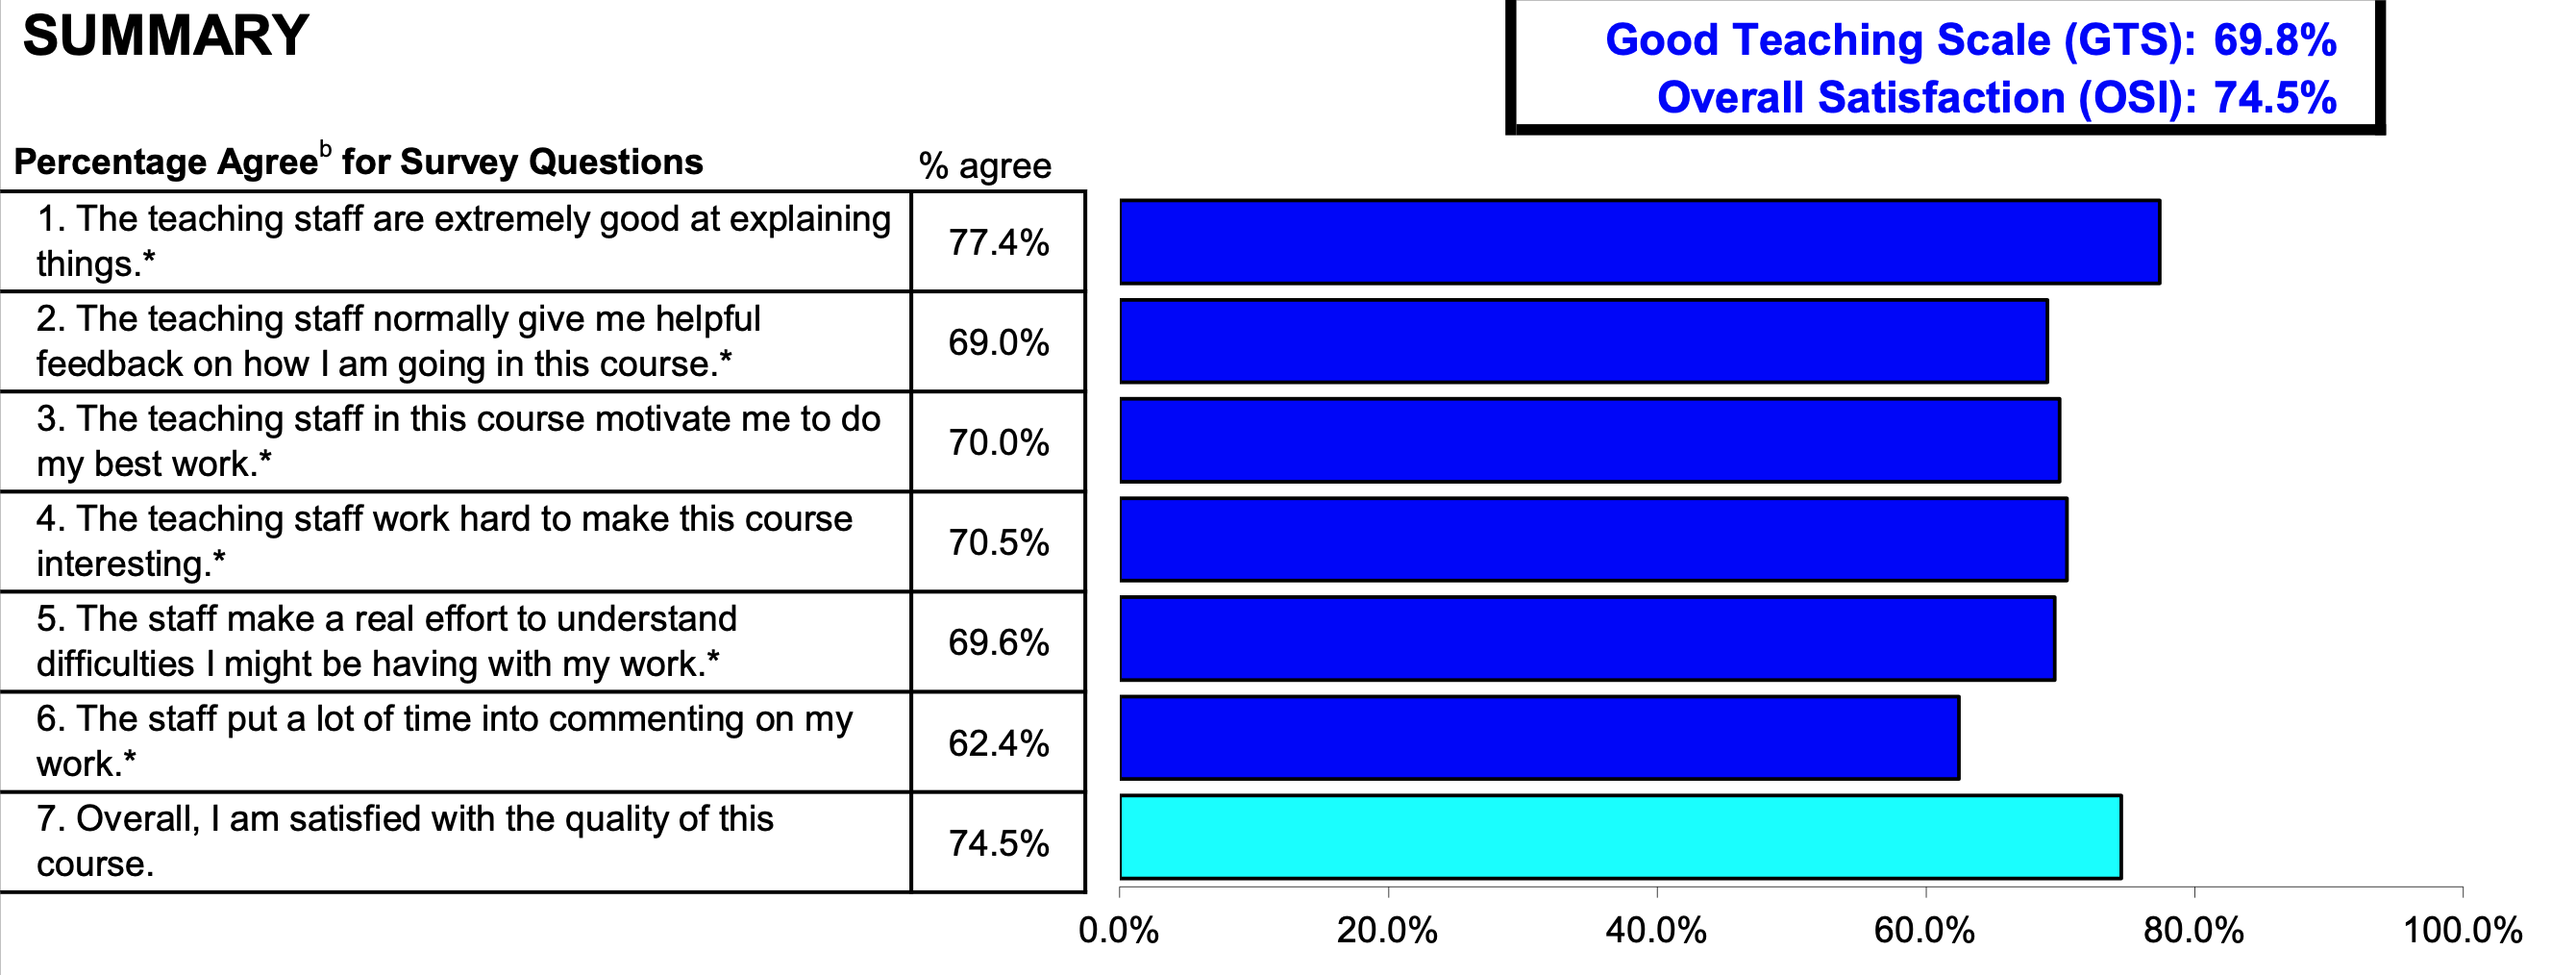 SUMMARY
Good Teaching Scale (GTS): 69.8%
Overall Satisfaction (OSI): 74.5%
Percentage Agreeb for Survey Questions
% agree
1. The teaching staff are extremely good at explaining
things.*
77.4%
2. The teaching staff normally give me helpful
feedback on how I am going in this course.*
69.0%
3. The teaching staff in this course motivate me to do
my best work.*
70.0%
4. The teaching staff work hard to make this course
interesting.*
70.5%
5. The staff make a real effort to understand
difficulties I might be having with my work.*
69.6%
6. The staff put a lot of time into commenting on my
work.*
62.4%
7. Overall, I am satisfied with the quality of this
course.
74.5%
0.0% 20.0% 40.0% 60.0% 80.0% 100.0%